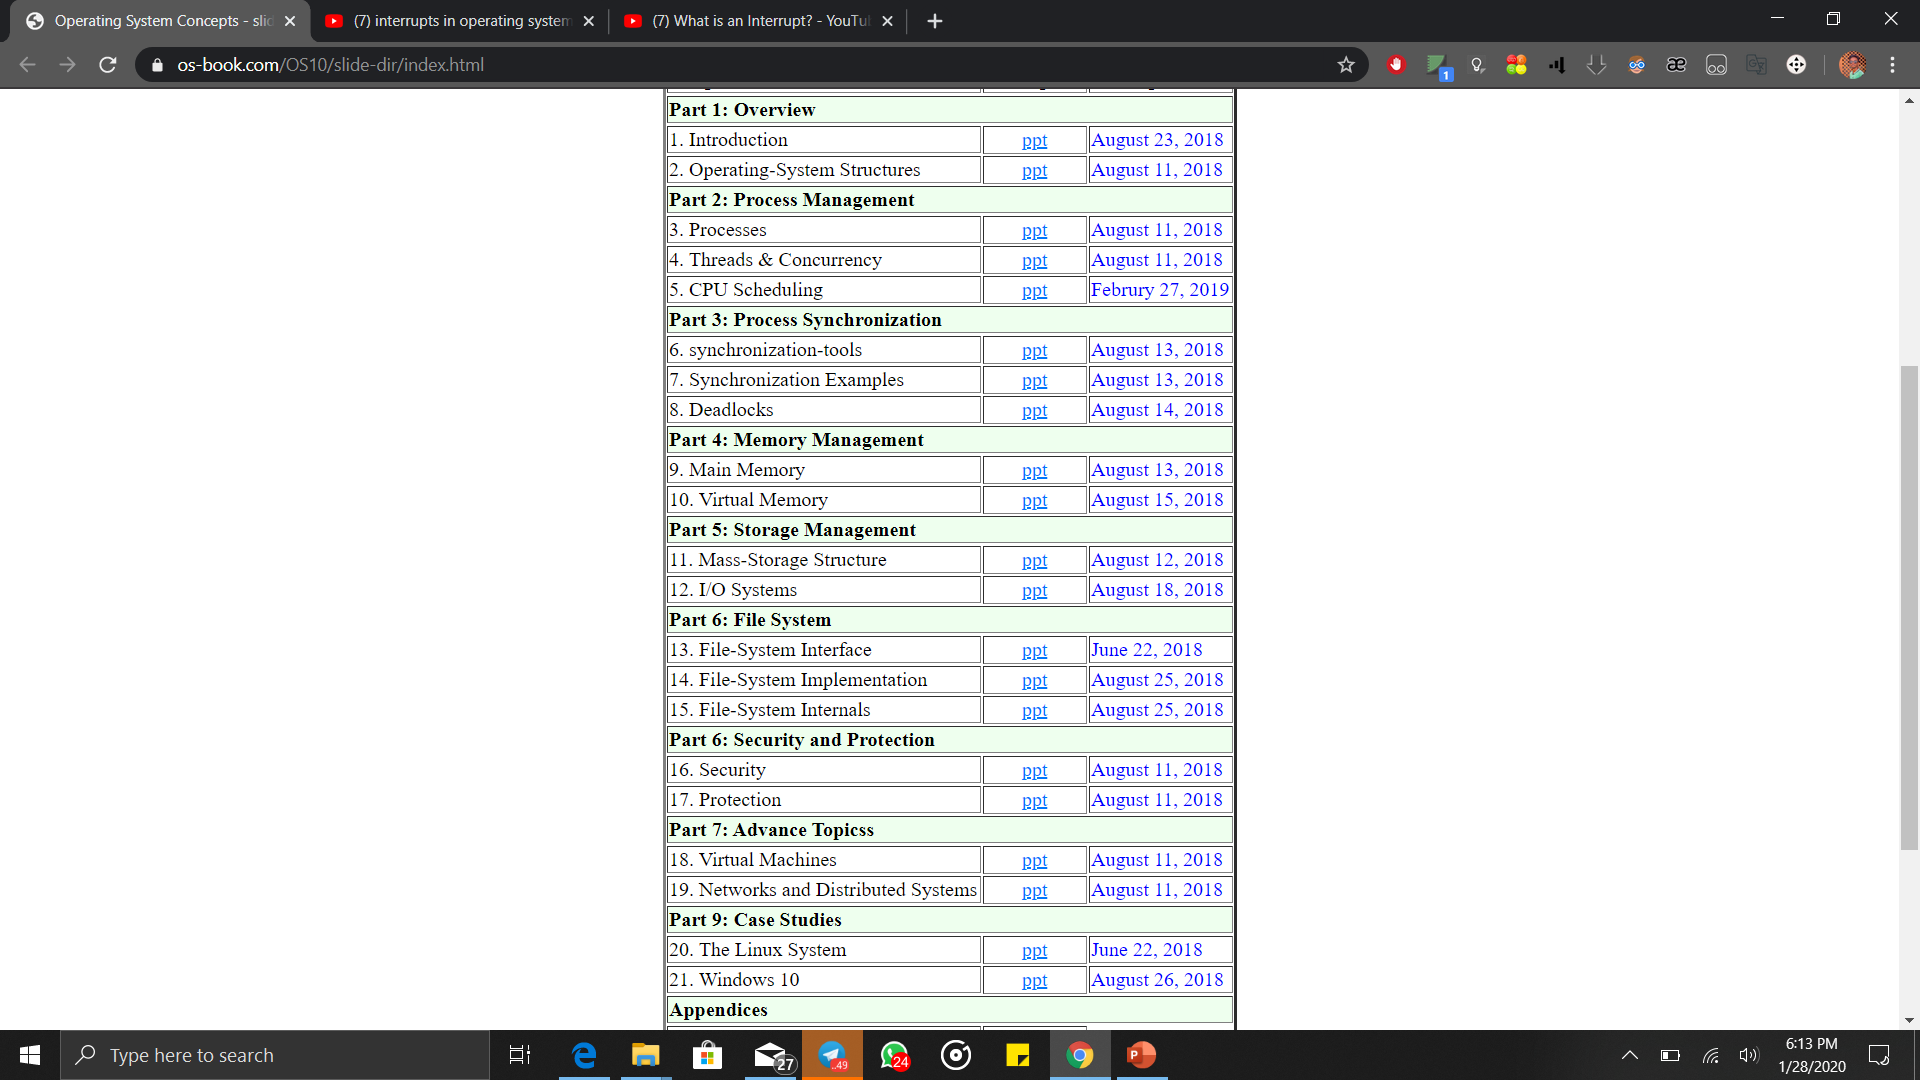 Operating System Concepts - slid
(7) interrupts in operating system
(7) What is an Interrupt? - YouTu
os-book.com/OS10/slide-dir/index.html
1
Part 1: Overview
1. Introduction ppt August 23, 2018
2. Operating-System Structures ppt August 11, 2018
Part 2: Process Management
3. Processes ppt August 11, 2018
4. Threads & Concurrency ppt August 11, 2018
5. CPU Scheduling ppt Februry 27, 2019
Part 3: Process Synchronization
6. synchronization-tools ppt August 13, 2018
7. Synchronization Examples ppt August 13, 2018
8. Deadlocks ppt August 14, 2018
Part 4: Memory Management
9. Main Memory ppt August 13, 2018
10. Virtual Memory ppt August 15, 2018
Part 5: Storage Management
11. Mass-Storage Structure ppt August 12, 2018
12. I/O Systems ppt August 18, 2018
Part 6: File System
13. File-System Interface ppt June 22, 2018
14. File-System Implementation ppt August 25, 2018
15. File-System Internals ppt August 25, 2018
Part 6: Security and Protection
16. Security ppt August 11, 2018
17. Protection ppt August 11, 2018
Part 7: Advance Topicss
18. Virtual Machines ppt August 11, 2018
19. Networks and Distributed Systems ppt August 11, 2018
Part 9: Case Studies
20. The Linux System ppt June 22, 2018
21. Windows 10 ppt August 26, 2018
Appendices
Type here to search
27
..49
24
P
6:13 PM
1/28/2020